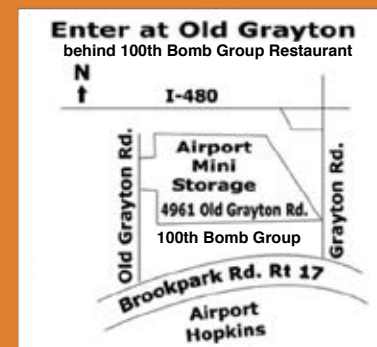 Enter at Old Grayton
behind 100th Bomb Group Restaurant
N
I-480
Old Grayton Rd.
Airport
Mini
Storage
4961 Old Grayton Rd.
Grayton Rd.
100th Bomb Group
Brookpark Rd. Rt 17
Airport
Hopkins